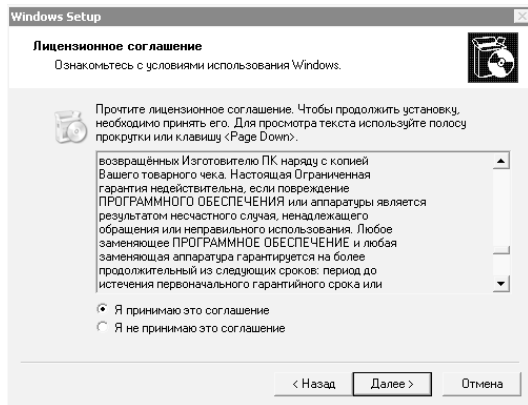 Windows Setup
Лицензионное соглашение
Ознакомьтесь с условиями использования Windows.
Прочтите лицензионное соглашение. Чтобы продолжить установку,
необходимо принять его. Для просмотра текста используйте полосу
прокрутки или клавишу <Page Down>.
возвращённых Изготовителю ПК наряду с копией
Вашего товарного чека. Настоящая Ограниченная
гарантия недействительна, если повреждение
ПРОГРАММНОГО ОБЕСПЕЧЕНИЯ или аппаратуры является
результатом несчастного случая, ненадлежащего
обращения или неправильного использования. Любое
заменяющее ПРОГРАММНОЕ ОБЕСПЕЧЕНИЕ и любая
заменяющая аппаратура гарантируется на более
продолжительный из следующих сроков: период до
истечения первоначального гарантийного срока или
Я принимаю это соглашение
Я не принимаю это соглашение
< Назад Далее > Отмена